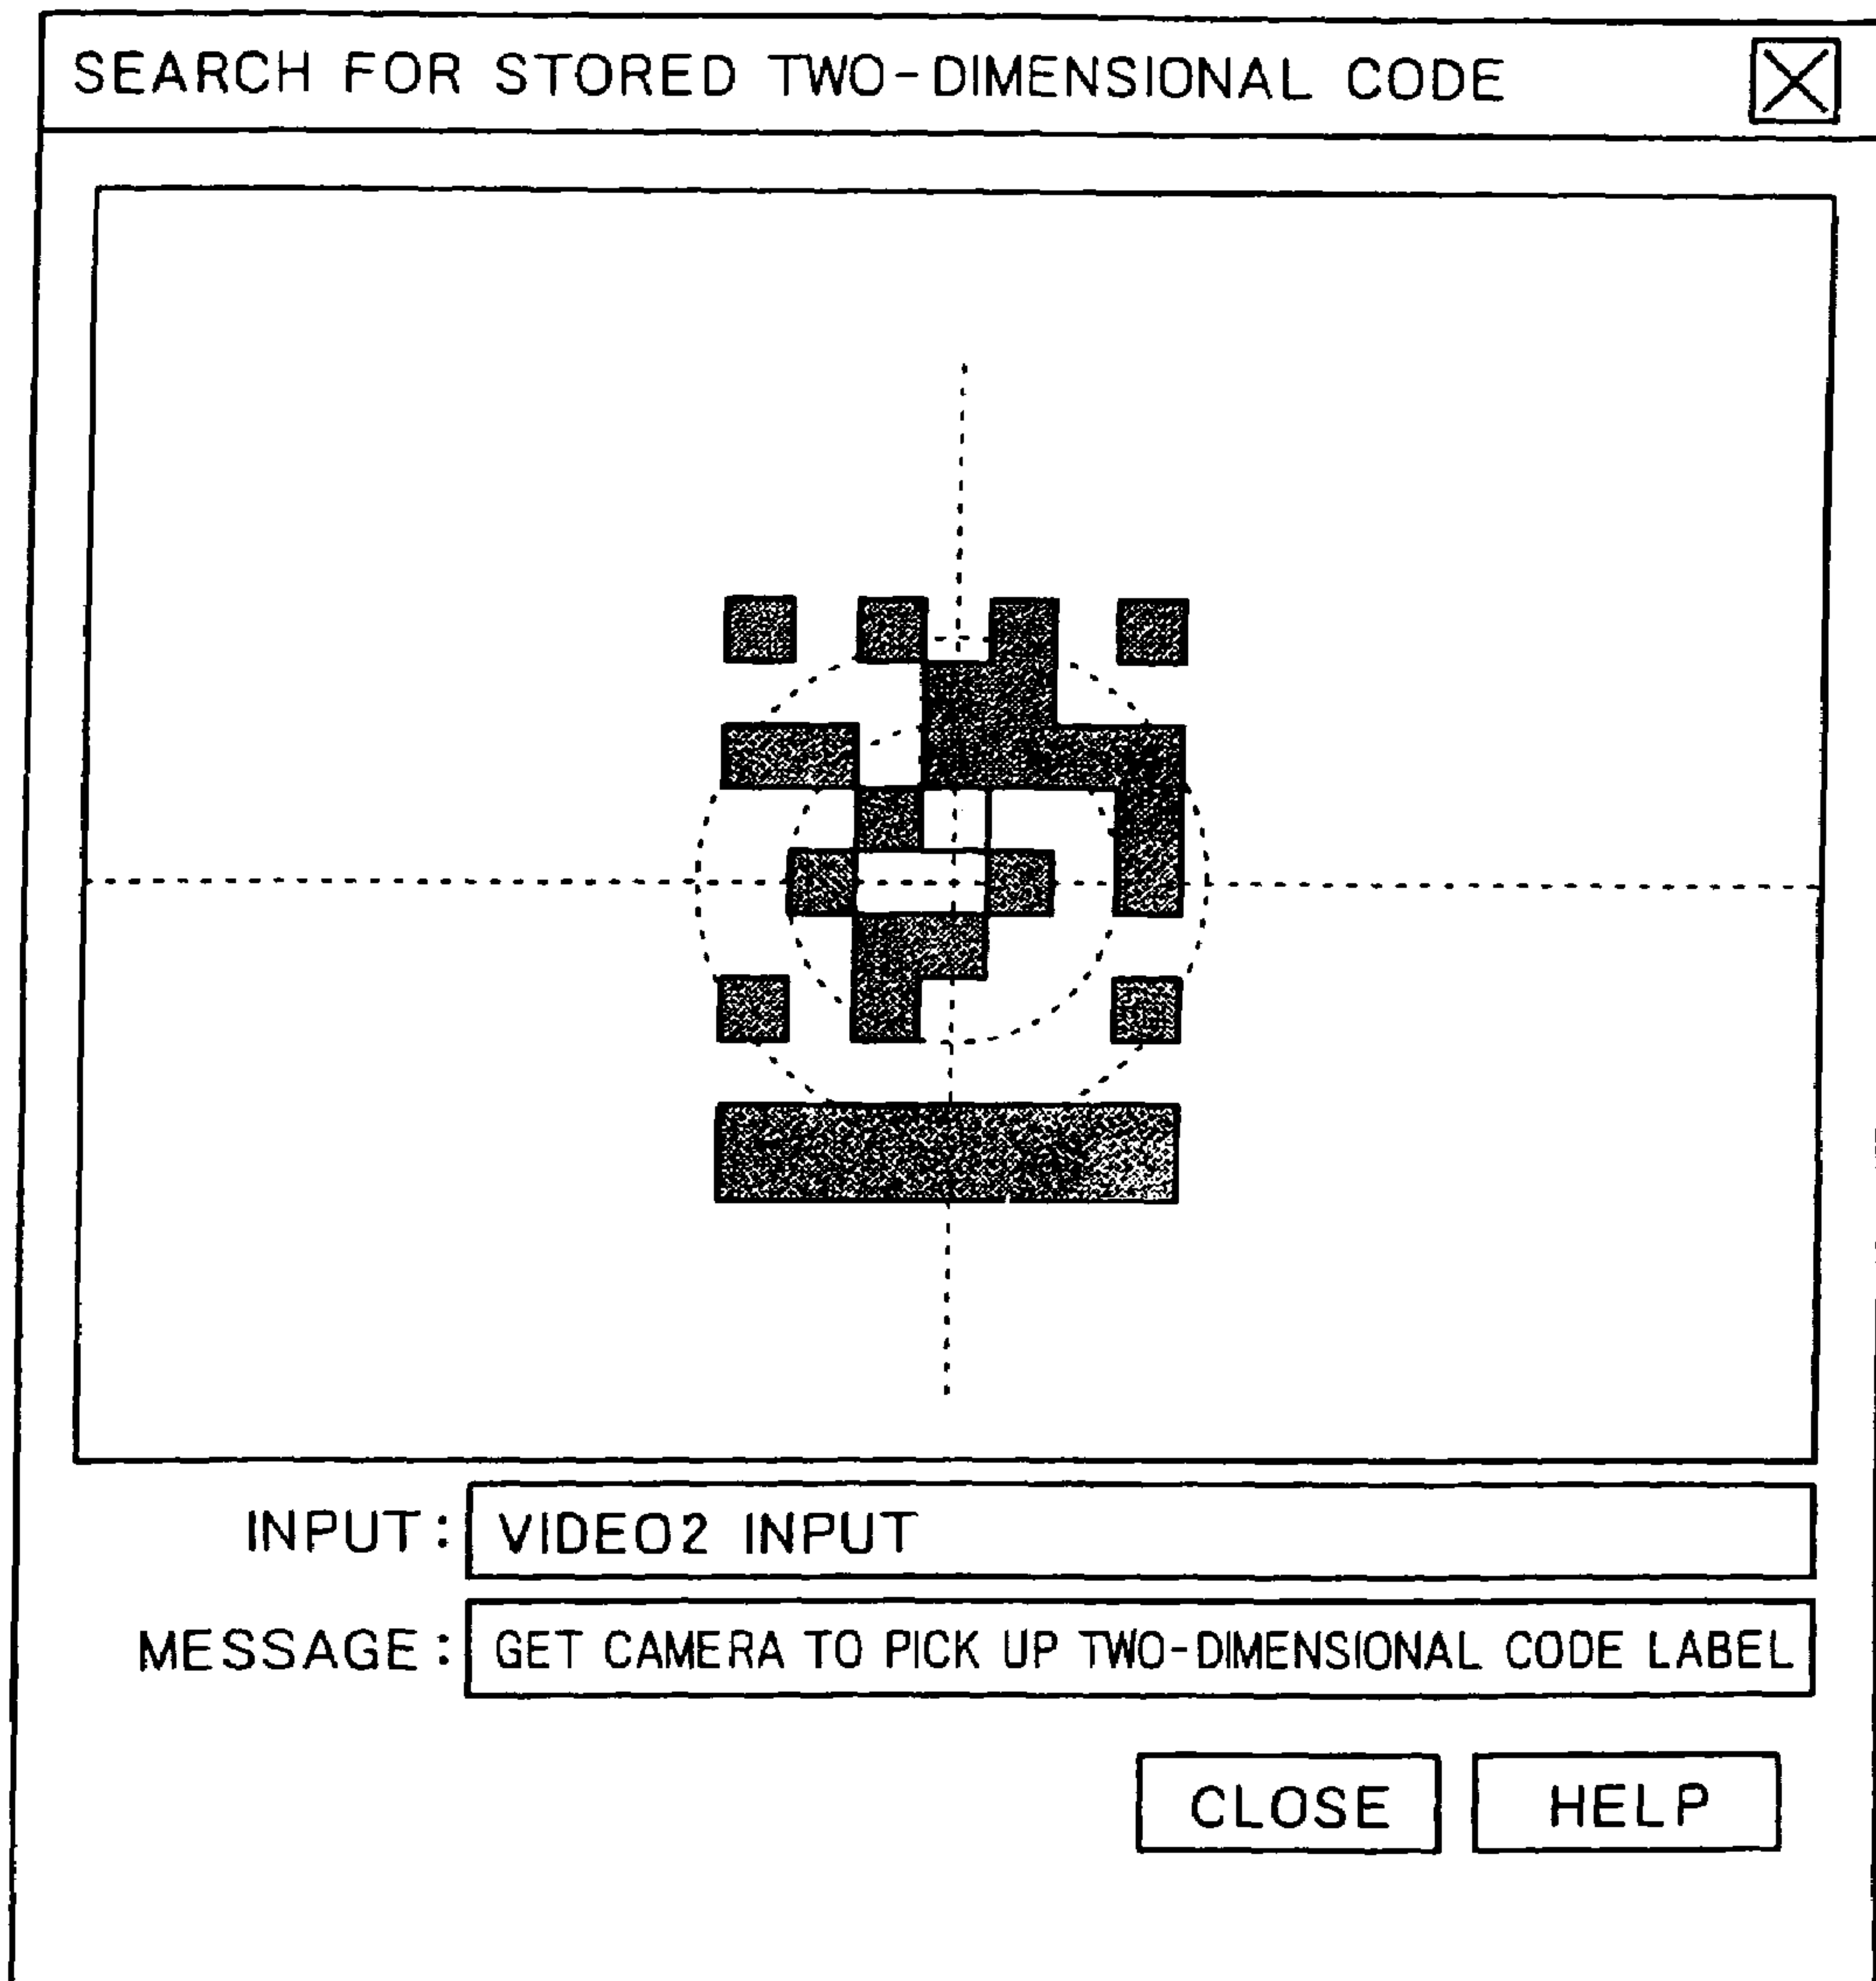 SEARCH FOR STORED TWO-DIMENSIONAL CODE
INPUT: VIDEO2 INPUT
MESSAGE: GET CAMERA TO PICK UP TWO-DIMENSIONAL CODE LABEL
CLOSE HELP